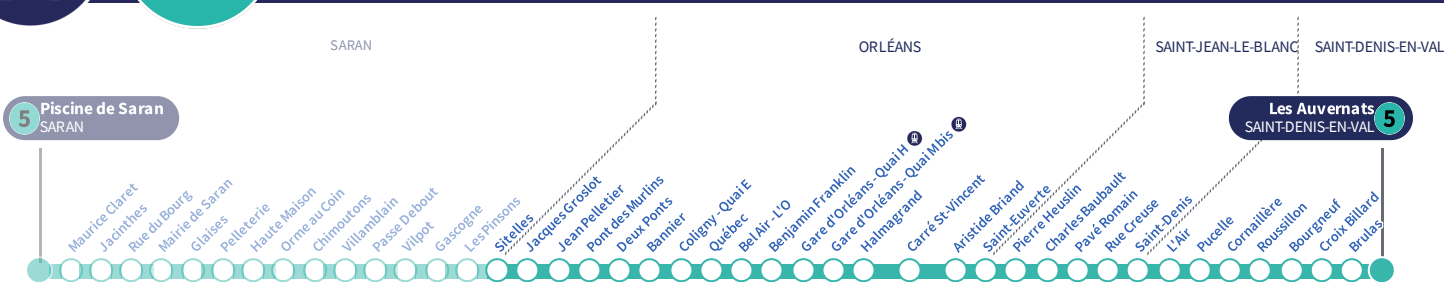 SARAN
ORLÉANS
SAINT-JEAN-LE-BLANC
SAINT-DENIS-EN-VAL
5
Piscine de Saran
SARAN
Les Auvernats
SAINT-DENIS-EN-VAL
5
Maurice Claret
Jacinthes
Rue du Bourg
Mairie de Saran
Glaises
Pelleterie
Haute Maison
Orme au Coin
Chimoutons
Villamblain
Passe Debout
Vilpot
Gascogne
Les Pinsons
Sitelles
Jacques Groslot
Jean Pelletier
Pont des Murlins
Deux Ponts
Bannier
Coligny - Quai E
Québec
Bel Air - L'O
Benjamin Franklin
Gare d'Orléans - Quai H
Gare d'Orléans - Quai M bis
Halmagrand
Carré St-Vincent
Aristide Briand
Saint-Euverte
Pierre Heuslin
Charles Baubault
Pavé Romain
Rue Creuse
Saint-Denis
L'Air
Pucelle
Cornaillère
Roussillon
Bourgneuf
Croix Billard
Brulas